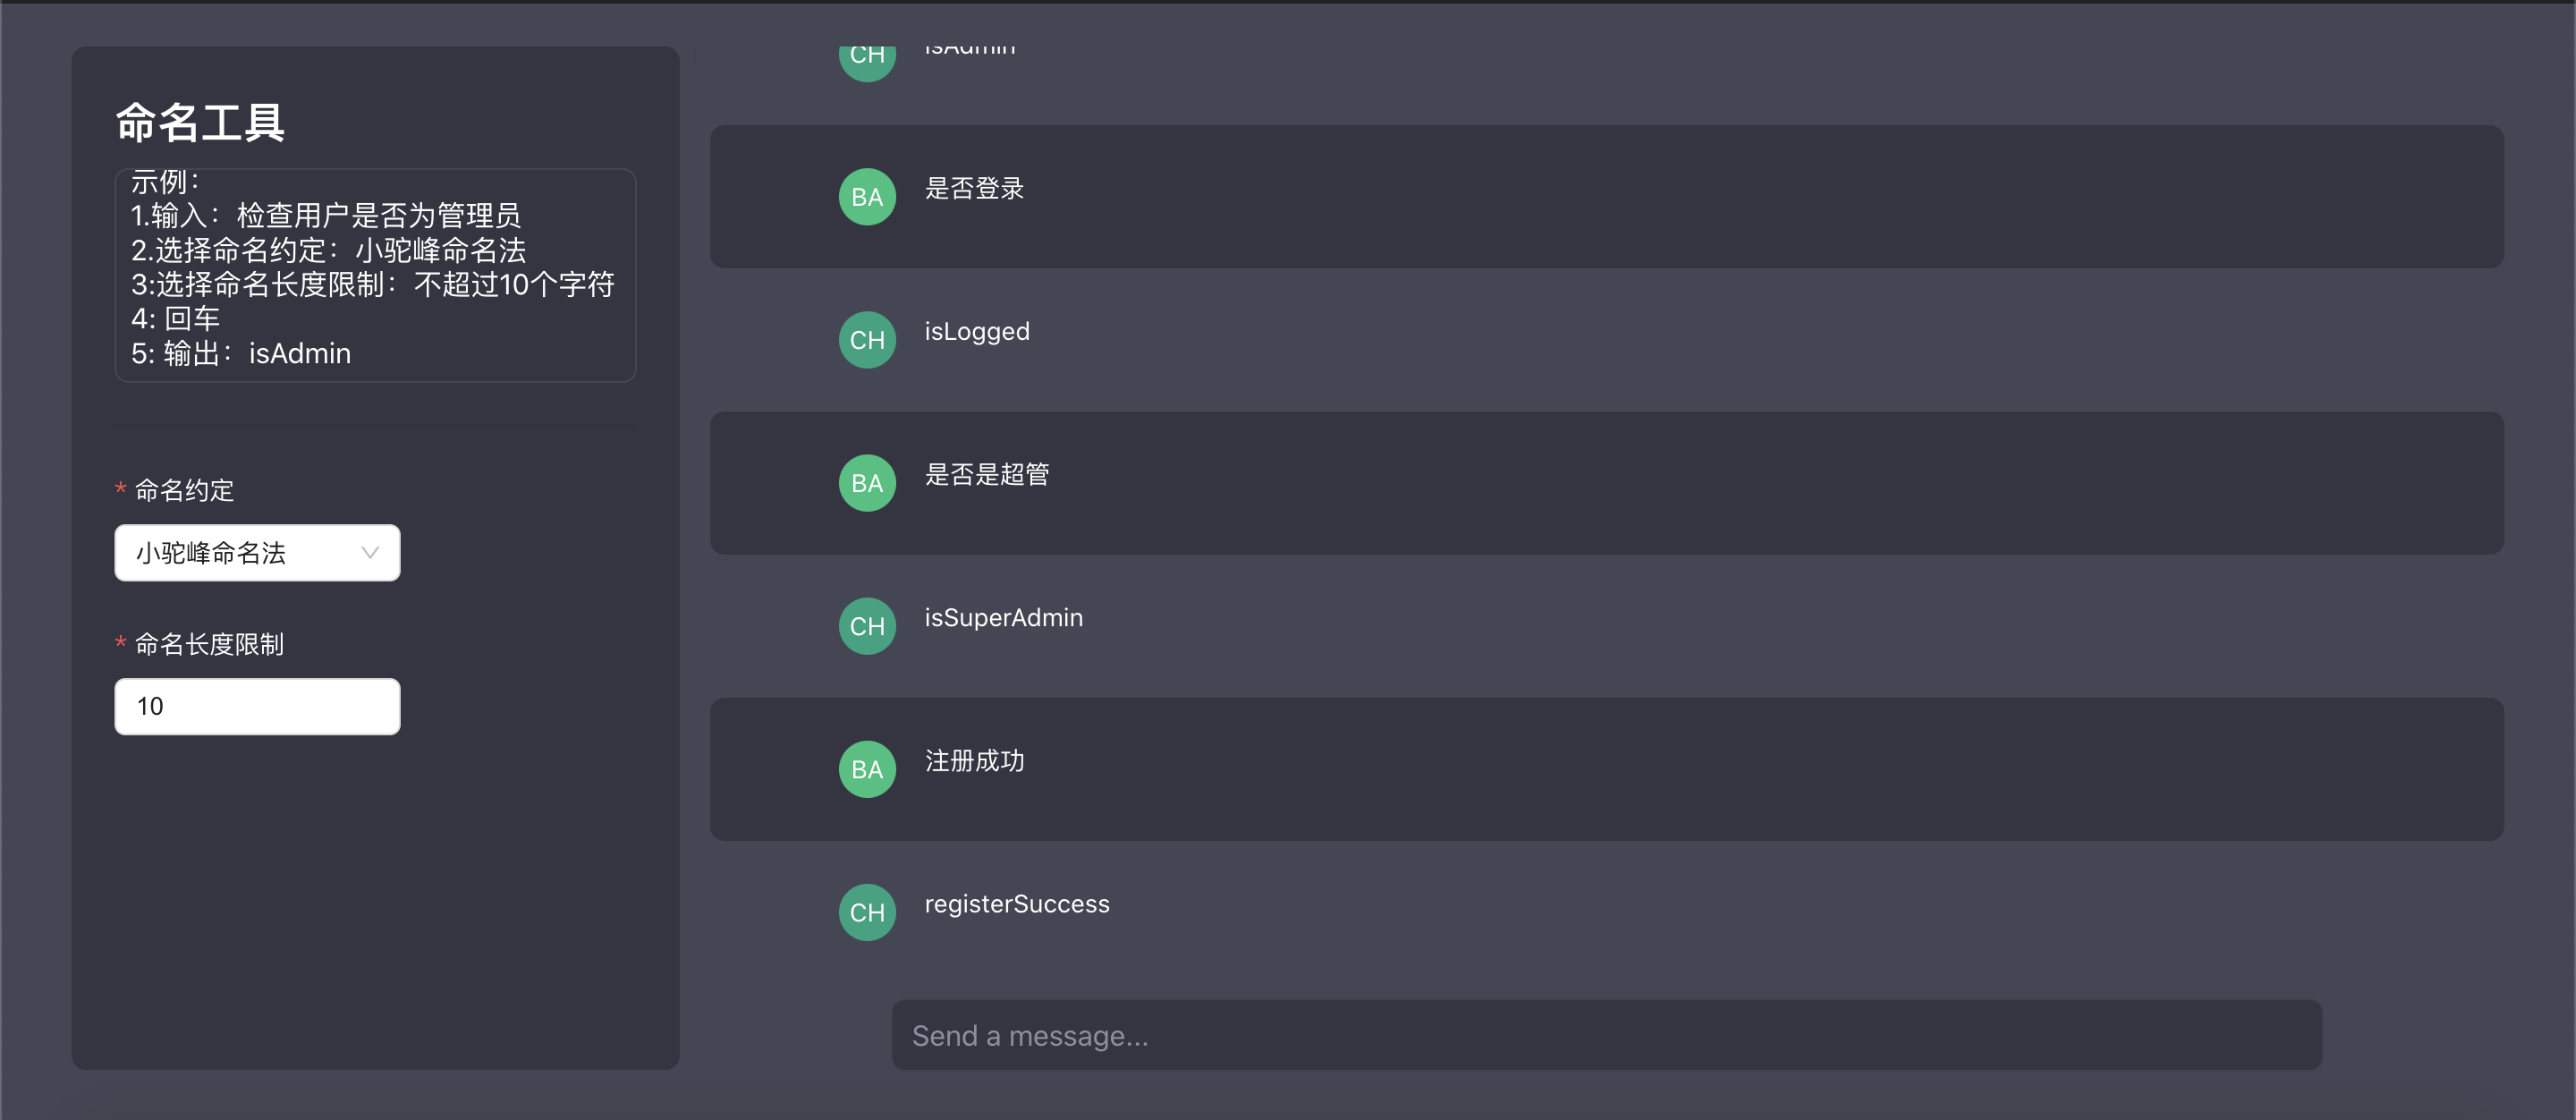 命名工具
示例：
1.输入：检查用户是否为管理员
2.选择命名约定：小驼峰命名法
3:选择命名长度限制：不超过10个字符
4: 回车
5: 输出：isAdmin
* 命名约定
小驼峰命名法
* 命名长度限制
10
CH isAdmin
BA 是否登录
CH isLogged
BA 是否是超管
CH isSuperAdmin
BA 注册成功
CH registerSuccess
Send a message...